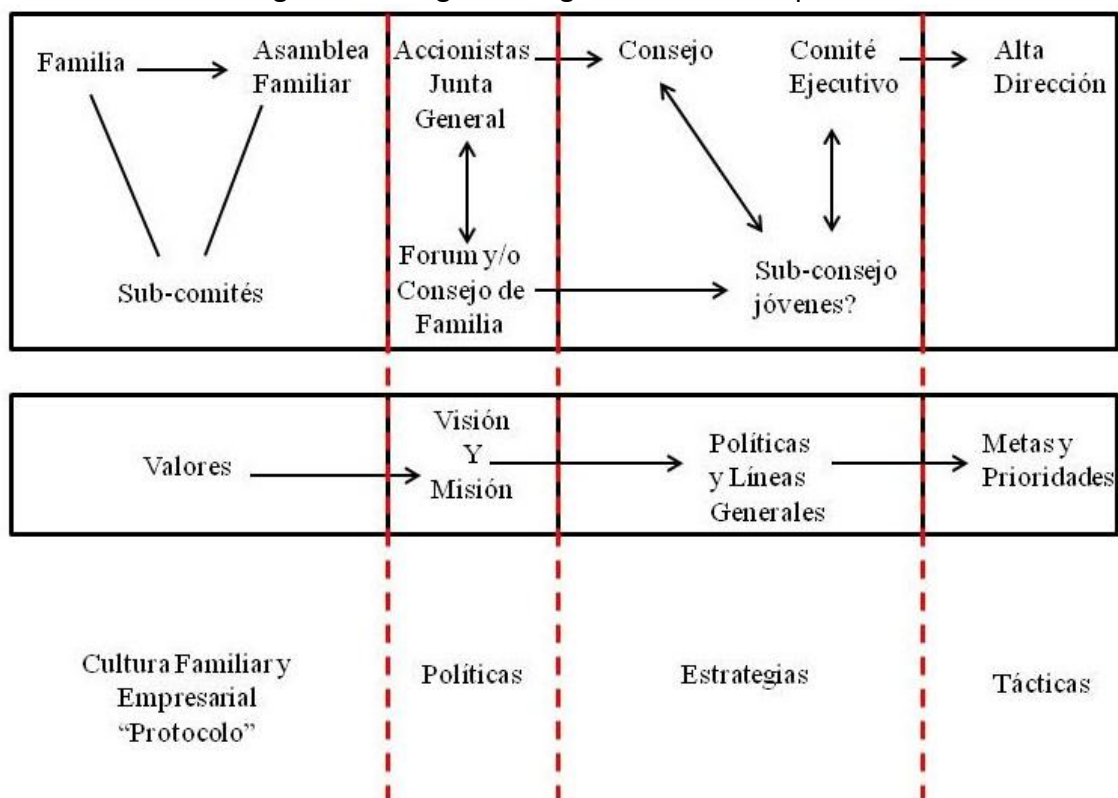 Familia
Asamblea
Familiar
Accionistas
Junta
General
Consejo
Comité
Ejecutivo
Alta
Dirección
Sub-comités
Forum y/o
Consejo de
Familia
Sub-consejo
jóvenes?
Valores
Visión
Y
Misión
Políticas
y Líneas
Generales
Metas y
Prioridades
Cultura Familiar y
Empresarial
“Protocolo”
Políticas
Estrategias
Tácticas